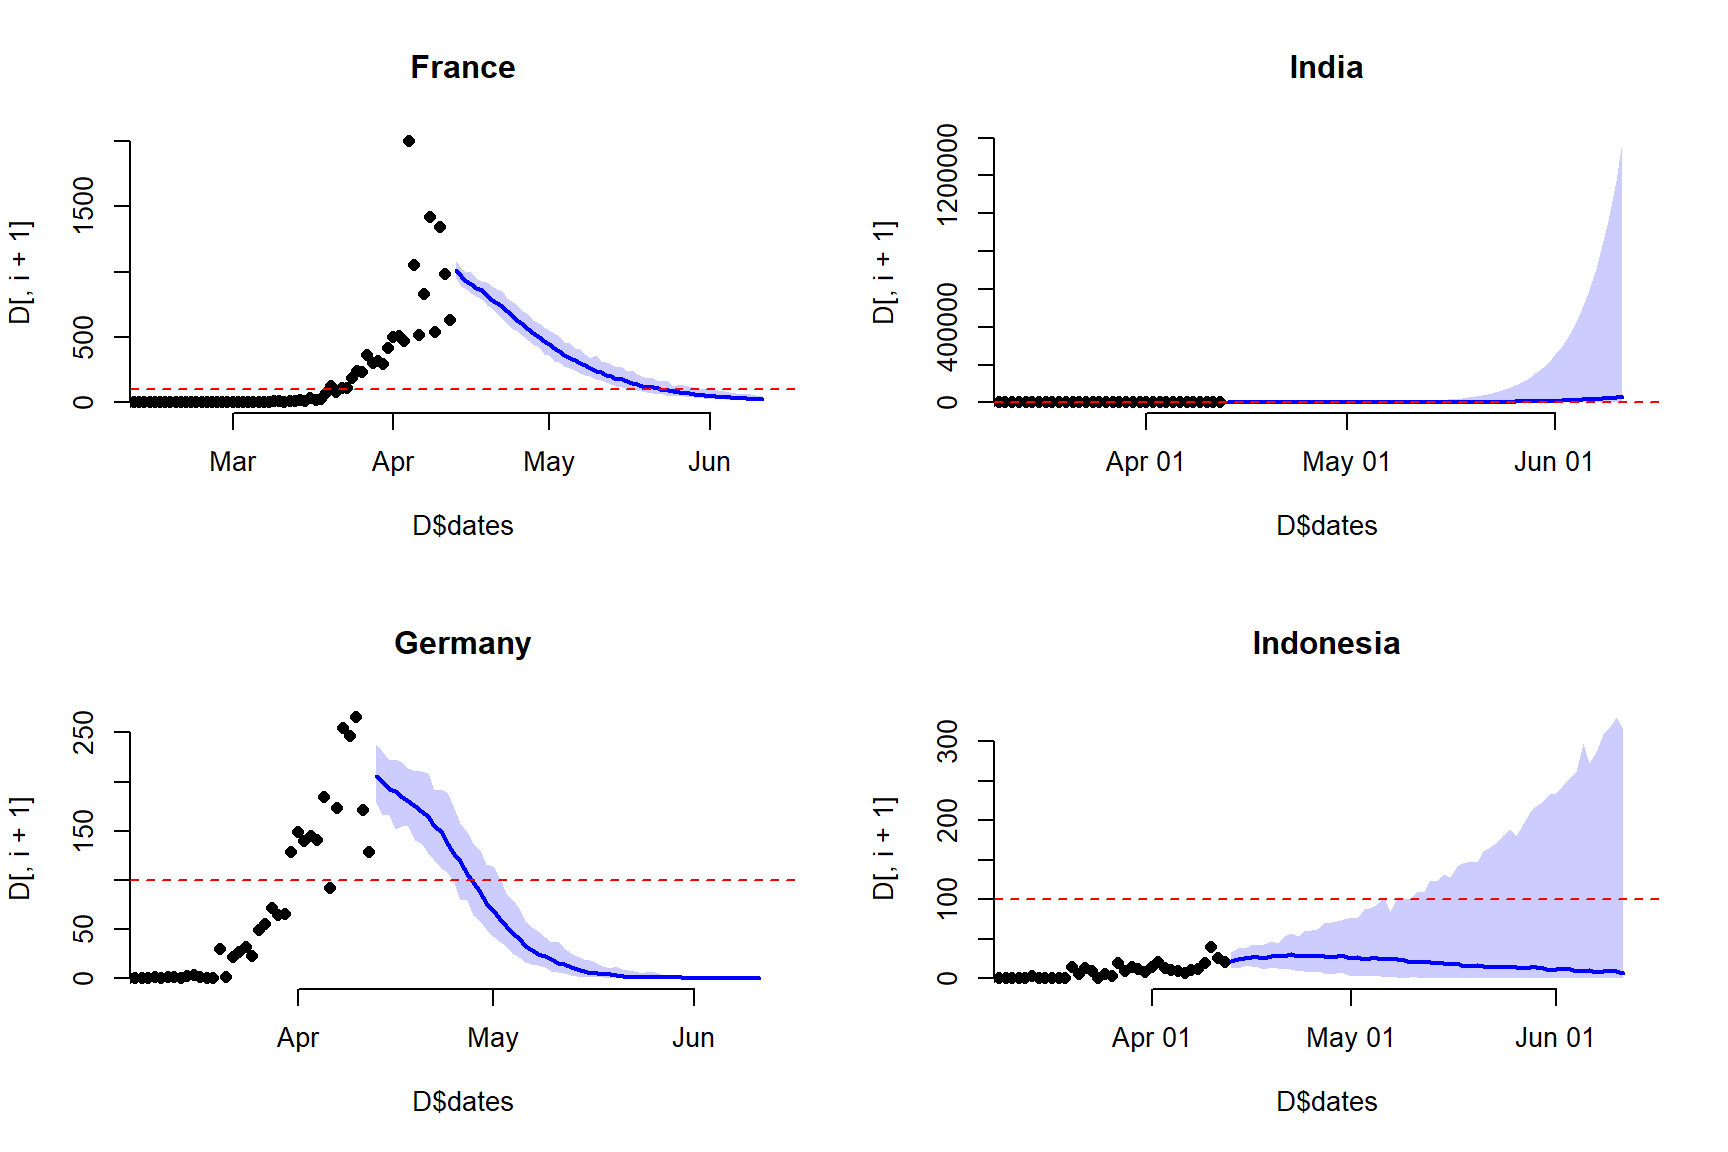 France
D[, i + 1]
0
500
1500
Mar
Apr
May
Jun
D$dates
India
D[, i + 1]
0
400000
1200000
Apr 01
May 01
Jun 01
D$dates
Germany
D[, i + 1]
0
50
150
250
Apr
May
Jun
D$dates
Indonesia
D[, i + 1]
0
100
200
300
Apr 01
May 01
Jun 01
D$dates